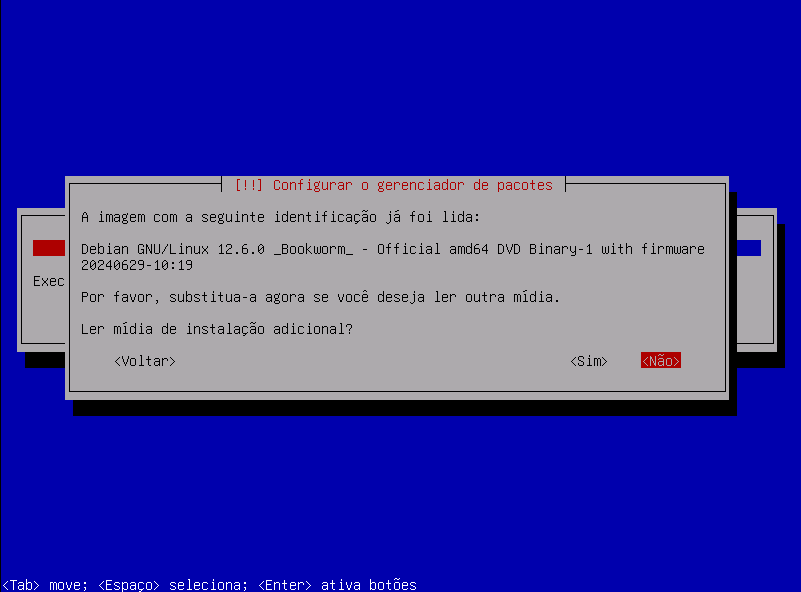 [!!] Configurar o gerenciador de pacotes
A imagem com a seguinte identificação já foi lida:
Debian GNU/Linux 12.6.0 _Bookworm_ - Official amd64 DVD Binary-1 with firmware
20240629-10:19
Exec
Por favor, substitua-a agora se você deseja ler outra mídia.
Ler mídia de instalação adicional?
<Voltar> <Sim> <Não>
<Tab> move; <Espaço> seleciona; <Enter> ativa botões